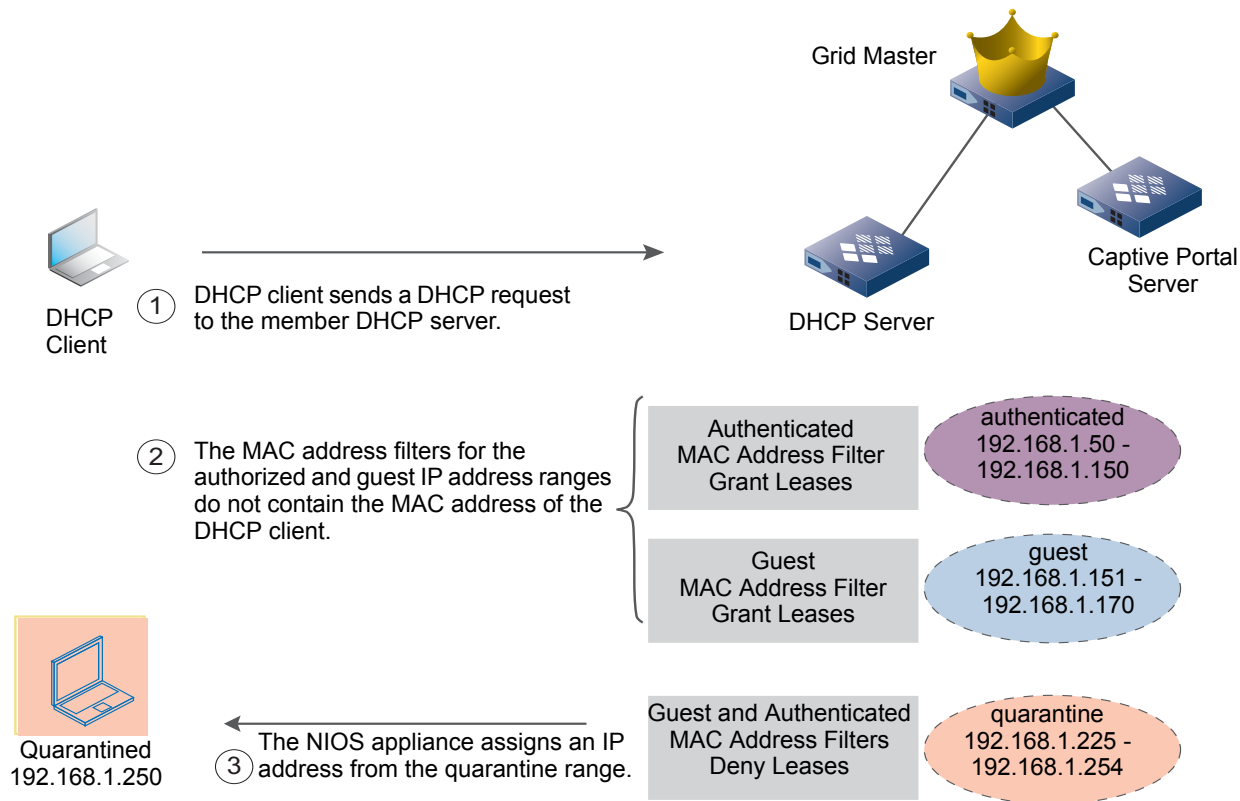 Grid Master
Captive Portal
Server
DHCP Server
DHCP
Client
1
DHCP client sends a DHCP request
to the member DHCP server.
2
The MAC address filters for the
authorized and guest IP address ranges
do not contain the MAC address of the
DHCP client.
Authenticated
MAC Address Filter
Grant Leases
authenticated
192.168.1.50 -
192.168.1.150
Guest
MAC Address Filter
Grant Leases
guest
192.168.1.151 -
192.168.1.170
Quarantined
192.168.1.250
3
The NIOS appliance assigns an IP
address from the quarantine range.
Guest and Authenticated
MAC Address Filters
Deny Leases
quarantine
192.168.1.225 -
192.168.1.254